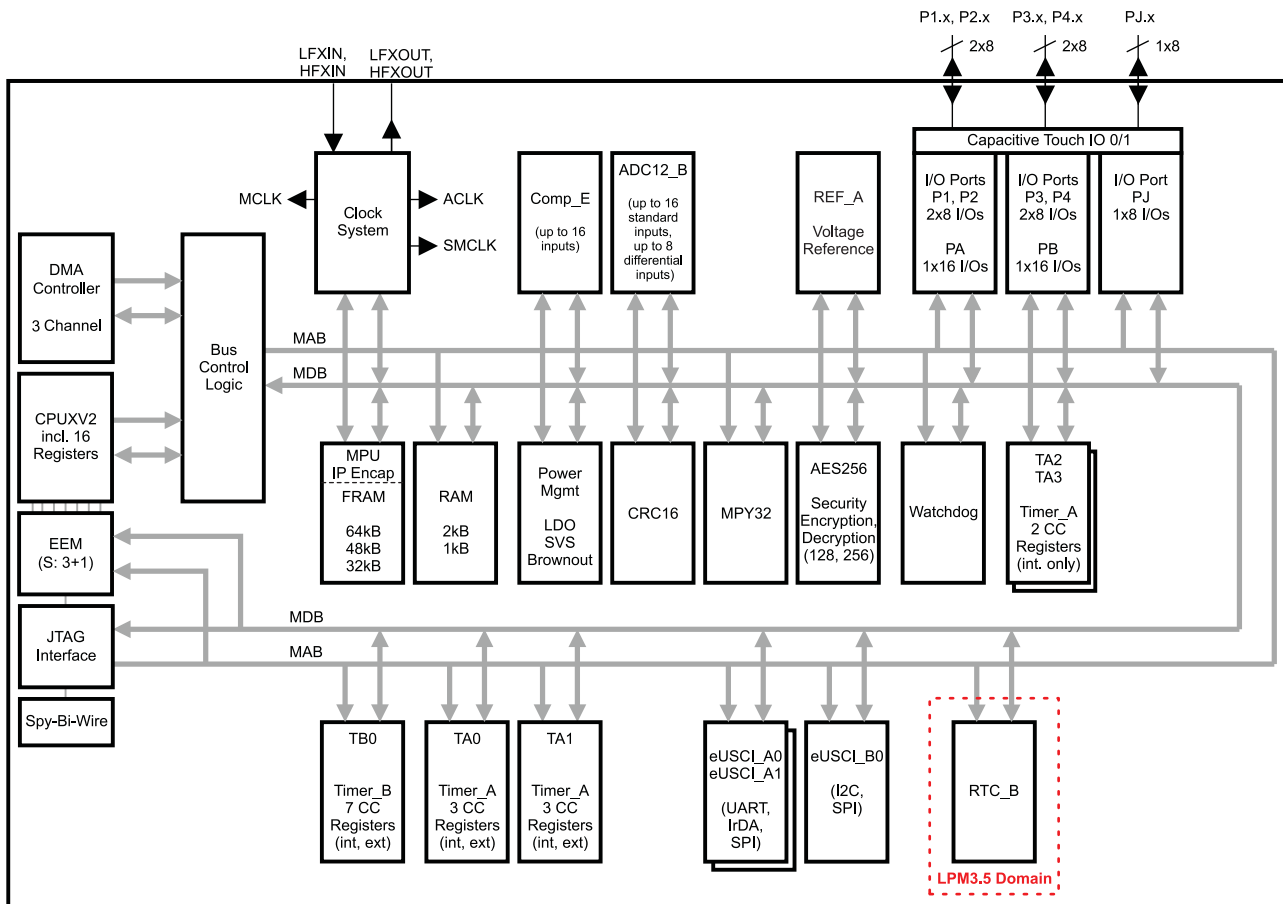 P1.x, P2.x
P3.x, P4.x
PJ.x
2x8
2x8
1x8
LFXIN,
HFXIN
LFXOUT,
HFXOUT
Capacitive Touch IO 0/1
MCLK
Clock
System
ACLK
SMCLK
Comp_E
(up to 16
inputs)
ADC12_B
(up to 16
standard
inputs,
up to 8
differential
inputs)
REF_A
Voltage
Reference
I/O Ports
P1, P2
2x8 I/Os
PA
1x16 I/Os
I/O Ports
P3, P4
2x8 I/Os
PB
1x16 I/Os
I/O Port
PJ
1x8 I/Os
DMA
Controller
3 Channel
Bus
Control
Logic
MAB
MDB
CPUXV2
incl. 16
Registers
MPU
IP Encap
FRAM
64kB
48kB
32kB
RAM
2kB
1kB
Power
Mgmt
LDO
SVS
Brownout
CRC16
MPY32
AES256
Security
Encryption,
Decryption
(128, 256)
Watchdog
TA2
TA3
Timer_A
2 CC
Registers
(int. only)
EEM
(S: 3+1)
JTAG
Interface
MDB
MAB
Spy-Bi-Wire
TB0
Timer_B
7 CC
Registers
(int, ext)
TA0
Timer_A
3 CC
Registers
(int, ext)
TA1
Timer_A
3 CC
Registers
(int, ext)
eUSCI_A0
eUSCI_A1
(UART,
IrDA,
SPI)
eUSCI_B0
(I2C,
SPI)
RTC_B
LPM3.5 Domain